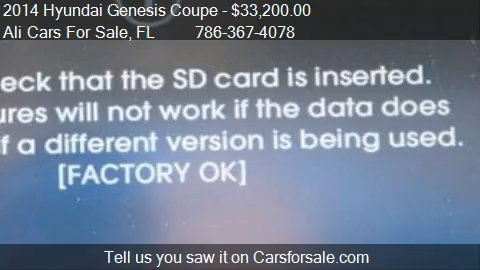 2014 Hyundai Genesis Coupe - $33,200.00
Ali Cars For Sale, FL 786-367-4078
eck that the SD card is inserted.
ures will not work if the data does
f a different version is being used.
[FACTORY OK]
Tell us you saw it on Carsforsale.com